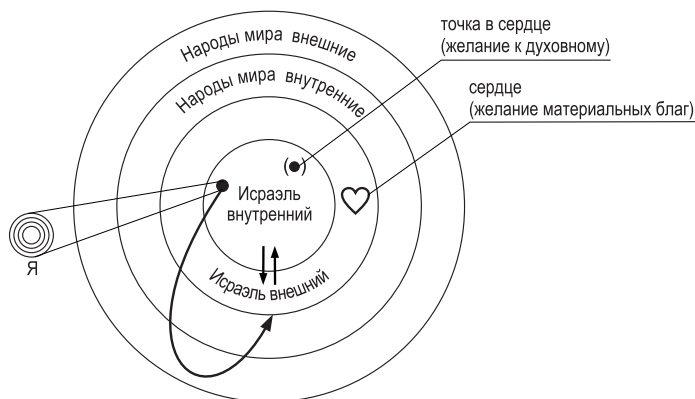 точка в сердце
(желание к духовному)
сердце
(желание материальных благ)
Народы мира внешние
Народы мира внутренние
Исраэль
внутренний
Исраэль внешний
Я